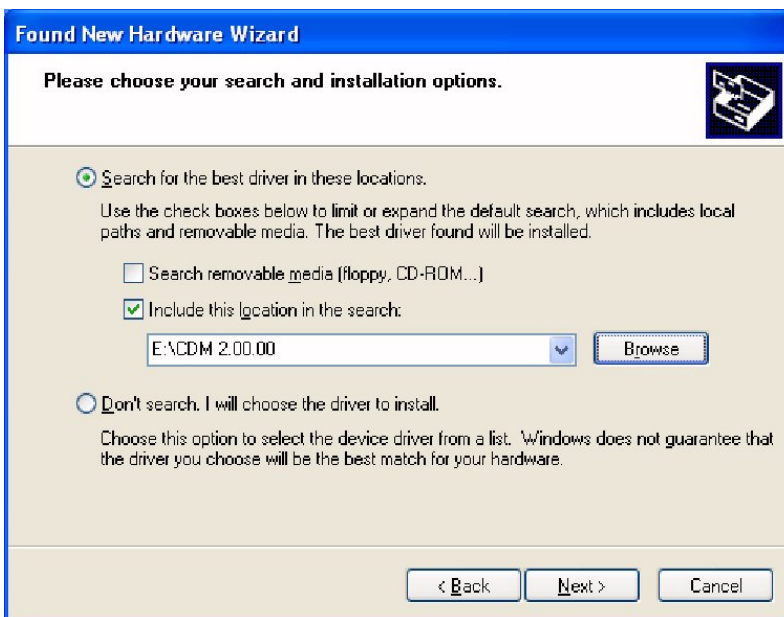 Found New Hardware Wizard
Please choose your search and installation options.
Search for the best driver in these locations.
Use the check boxes below to limit or expand the default search, which includes local
paths and removable media. The best driver found will be installed.
Search removable media (floppy, CD-ROM...)
Include this location in the search:
E:\CDM 2.00.00
Browse
Don't search. I will choose the driver to install.
Choose this option to select the device driver from a list. Windows does not guarantee that
the driver you choose will be the best match for your hardware.
< Back
Next >
Cancel